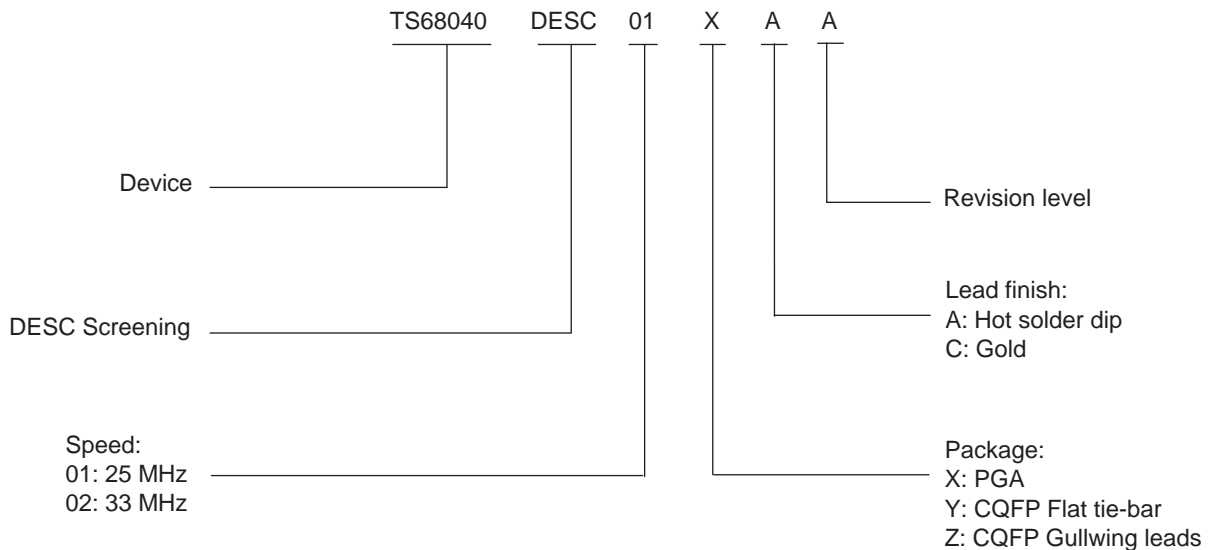 TS68040 DESC 01 X A A
Device
Revision level
DESC Screening
Lead finish:
A: Hot solder dip
C: Gold
Speed:
01: 25 MHz
02: 33 MHz
Package:
X: PGA
Y: CQFP Flat tie-bar
Z: CQFP Gullwing leads